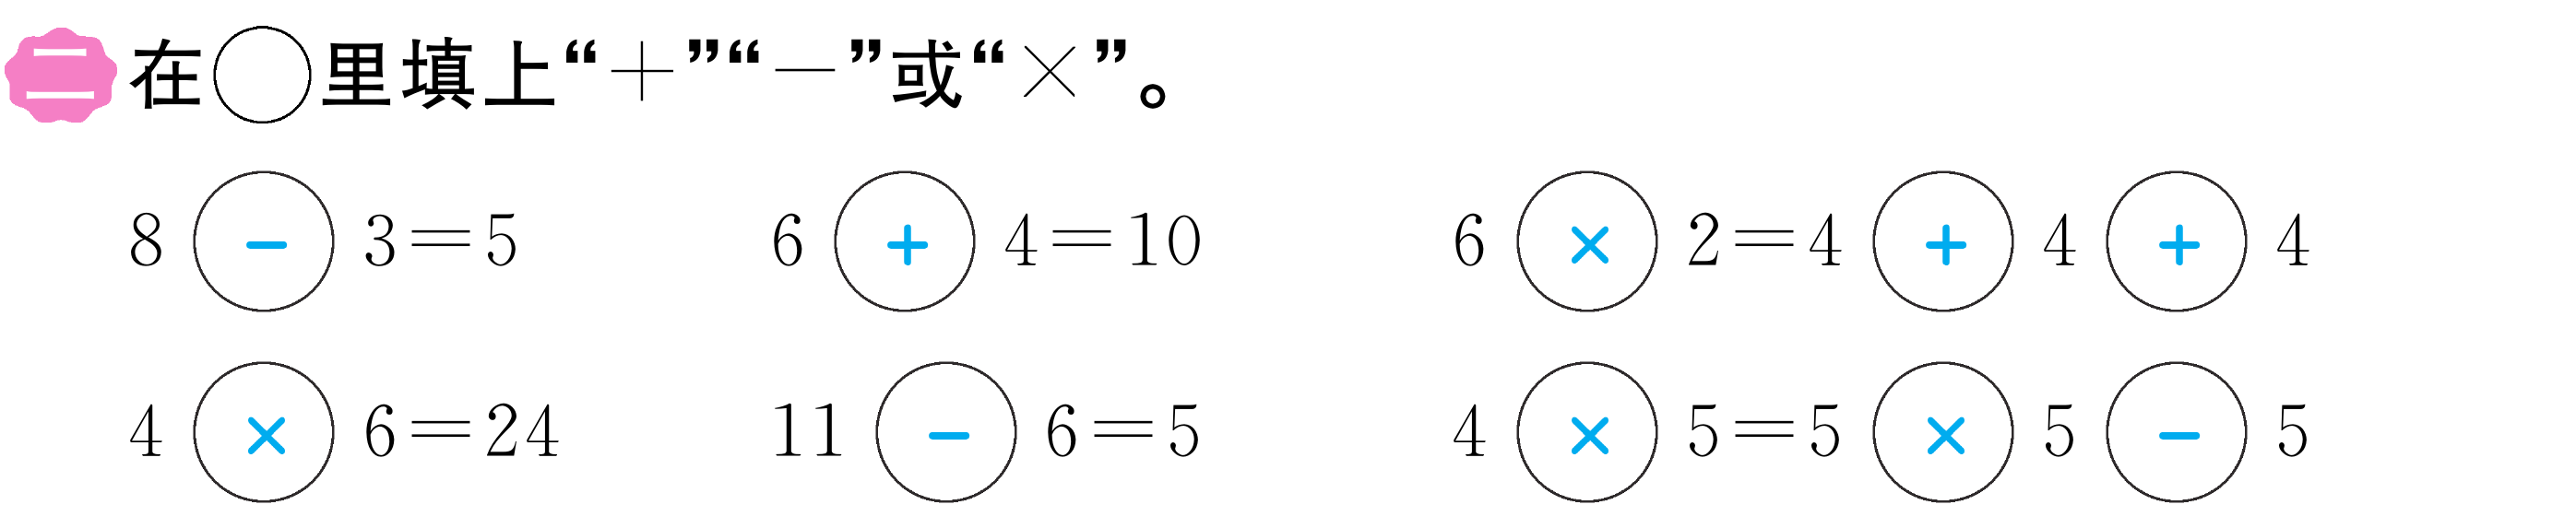 二 在○里填上“＋”“－”或“×”。
8 － 3＝5 6 ＋ 4＝10 6 × 2＝4 ＋ 4 ＋ 4
4 × 6＝24 11 － 6＝5 4 × 5＝5 × 5 － 5